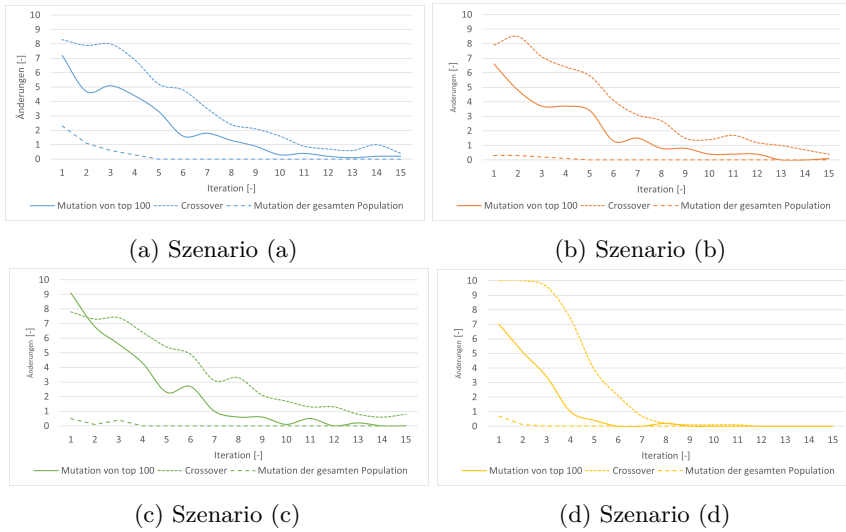 10
9
8
7
6
5
4
3
2
1
0
Änderungen [-]
1 2 3 4 5 6 7 8 9 10 11 12 13 14 15
Iteration [-]
Mutation von top 100 Crossover Mutation der gesamten Population
(a) Szenario (a)
10
9
8
7
6
5
4
3
2
1
0
Änderungen [-]
1 2 3 4 5 6 7 8 9 10 11 12 13 14 15
Iteration [-]
Mutation von top 100 Crossover Mutation der gesamten Population
(b) Szenario (b)
10
9
8
7
6
5
4
3
2
1
0
Änderungen [-]
1 2 3 4 5 6 7 8 9 10 11 12 13 14 15
Iteration [-]
Mutation von top 100 Crossover Mutation der gesamten Population
(c) Szenario (c)
10
9
8
7
6
5
4
3
2
1
0
Änderungen [-]
1 2 3 4 5 6 7 8 9 10 11 12 13 14 15
Iteration [-]
Mutation von top 100 Crossover Mutation der gesamten Population
(d) Szenario (d)